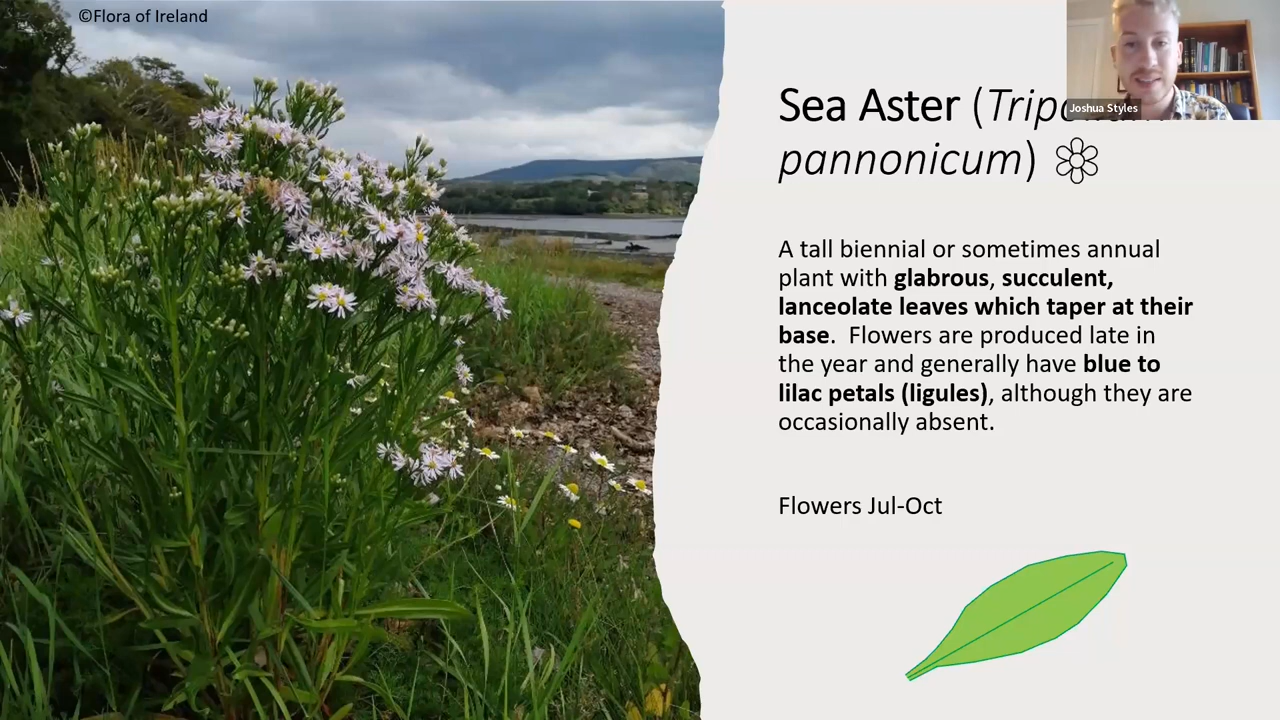 ©Flora of Ireland
Joshua Styles
Sea Aster (
pannonicum)
A tall biennial or sometimes annual
plant with glabrous, succulent,
lanceolate leaves which taper at their
base. Flowers are produced late in
the year and generally have blue to
lilac petals (ligules), although they are
occasionally absent.
Flowers Jul-Oct